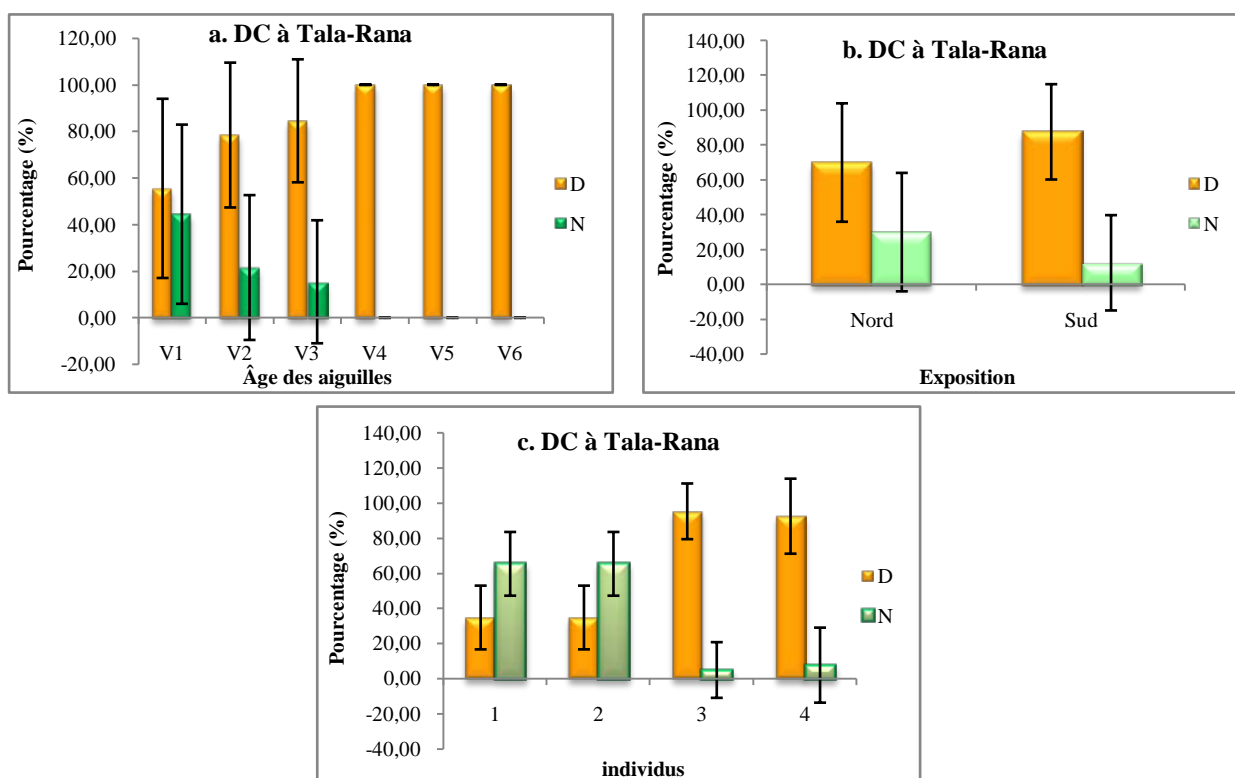 a. DC à Tala-Rana
120,00
100,00
80,00
60,00
40,00
20,00
0,00
-20,00
Pourcentage (%)
V1 V2 V3 V4 V5 V6
Âge des aiguilles
D
N
b. DC à Tala-Rana
140,00
120,00
100,00
80,00
60,00
40,00
20,00
0,00
-20,00
-40,00
Pourcentage (%)
Nord Sud
Exposition
D
N
c. DC à Tala-Rana
140,00
120,00
100,00
80,00
60,00
40,00
20,00
0,00
-20,00
-40,00
Pourcentage (%)
1 2 3 4
individus
D
N